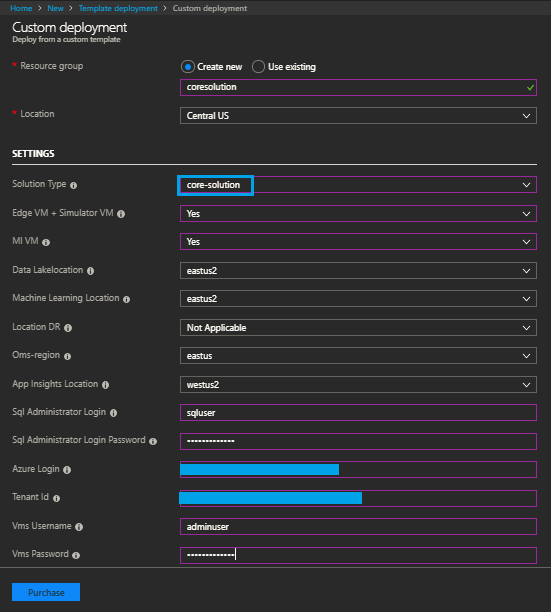 Home > New > Template deployment > Custom deployment
Custom deployment
Deploy from a custom template
* Resource group Create new Use existing
coresolution
* Location Central US
SETTINGS
Solution Type core-solution
Edge VM + Simulator VM Yes
MI VM Yes
Data Lakelocation eastus2
Machine Learning Location eastus2
Location DR Not Applicable
Oms-region eastus
App Insights Location westus2
Sql Administrator Login sqluser
Sql Administrator Login Password •••••••••••••
Azure Login
Tenant Id
Vms Username adminuser
Vms Password •••••••••••••
Purchase